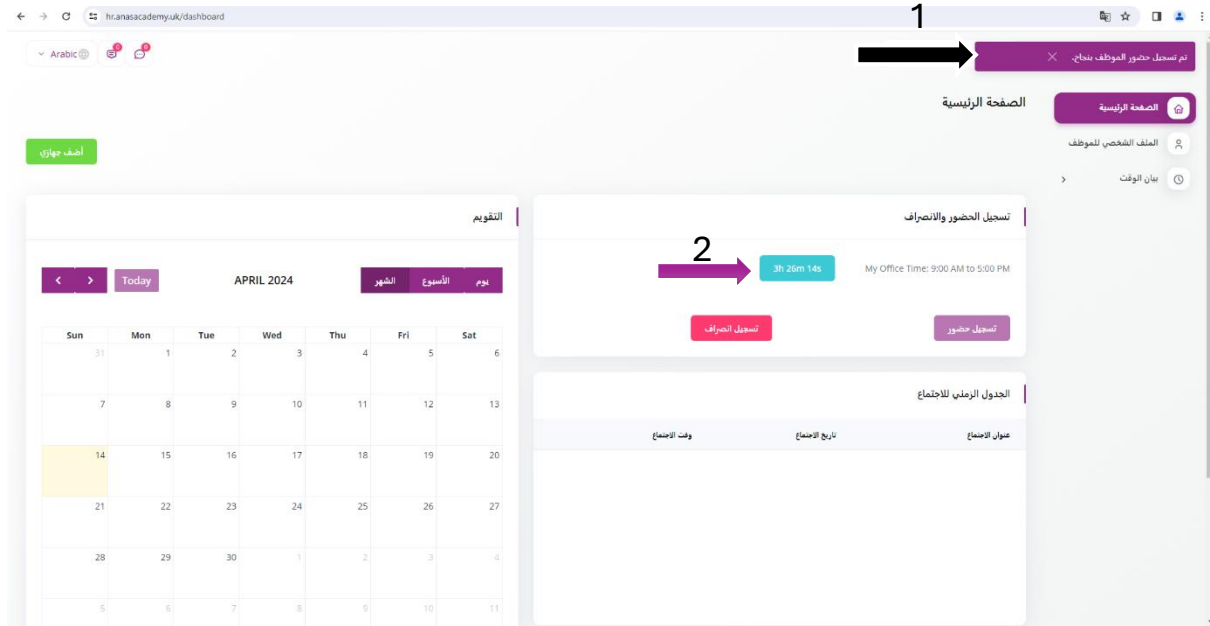 hr.anasacademy.uk/dashboard
1
Arabic
0
0
تم تسجيل حضور الموظف بنجاح.
الصفحة الرئيسية
الملف الشخصي للموظف
بيان الوقت
الصفحة الرئيسية
أضف جهازي
تسجيل الحضور والانصراف
2
My Office Time: 9:00 AM to 5:00 PM
3h 26m 14s
تسجيل حضور
تسجيل انصراف
الجدول الزمني للاجتماع
عنوان الاجتماع تاريخ الاجتماع وقت الاجتماع
التقويم
Today APRIL 2024 الشهر الأسبوع يوم
Sun Mon Tue Wed Thu Fri Sat
31 1 2 3 4 5 6
7 8 9 10 11 12 13
14 15 16 17 18 19 20
21 22 23 24 25 26 27
28 29 30 1 2 3 4
5 6 7 8 9 10 11